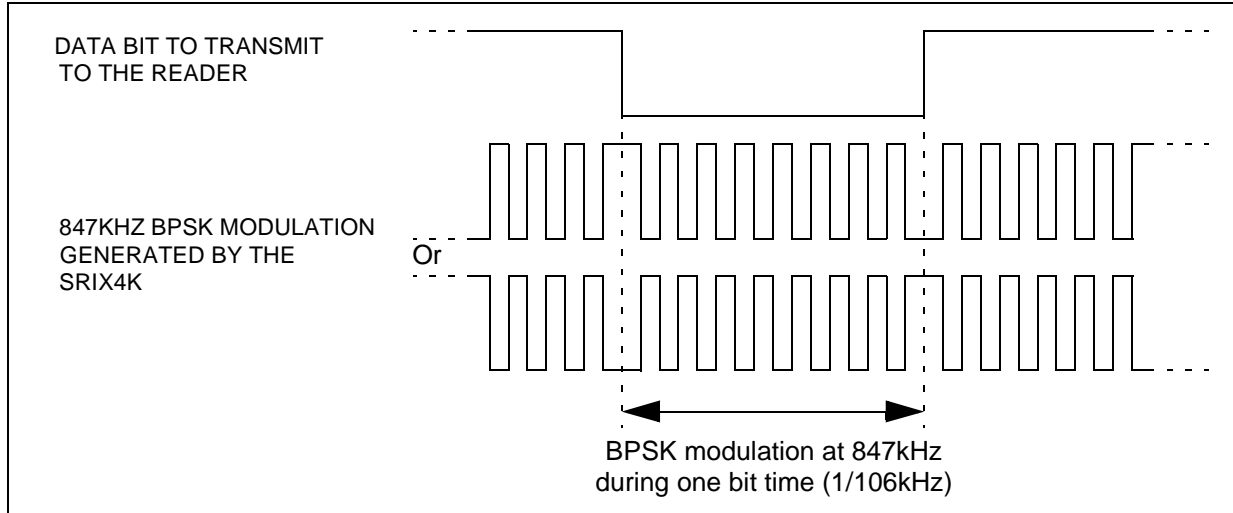 DATA BIT TO TRANSMIT
TO THE READER
847KHZ BPSK MODULATION
GENERATED BY THE
SRIX4K
Or
BPSK modulation at 847kHz
during one bit time (1/106kHz)